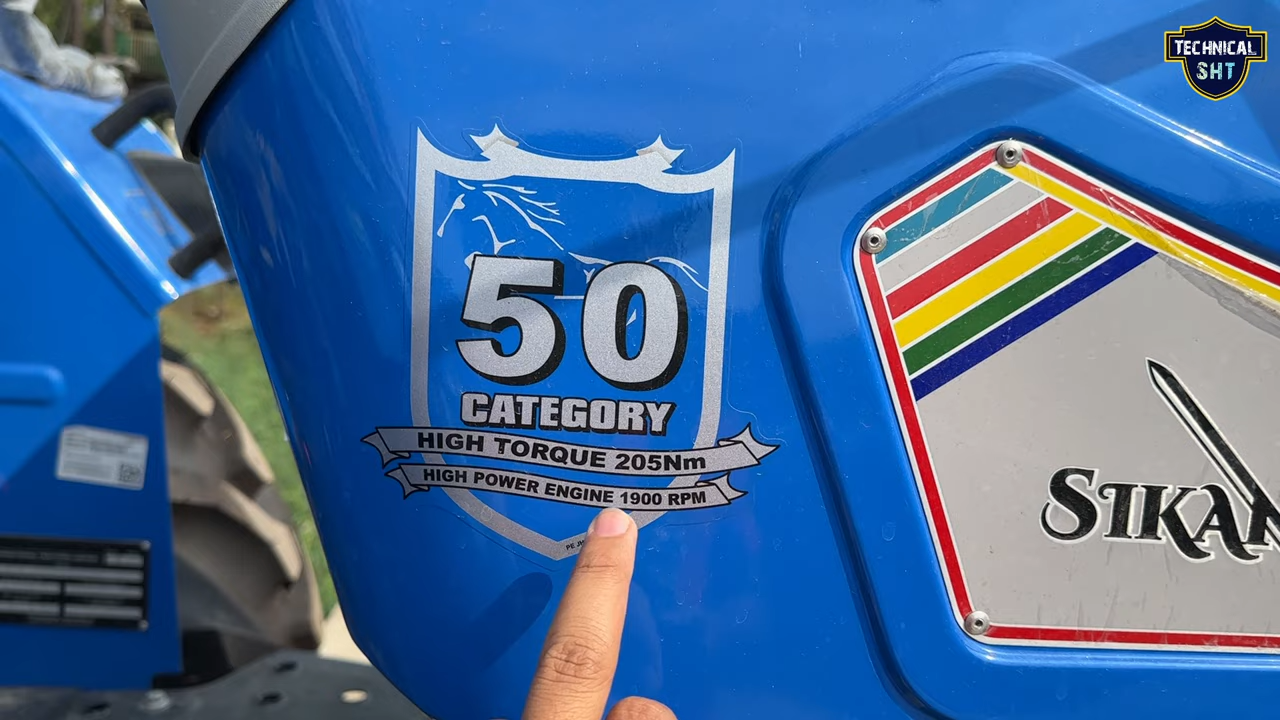 TECHNICAL
SHT
50
CATEGORY
HIGH TORQUE 205Nm
HIGH POWER ENGINE 1900 RPM
SIKA